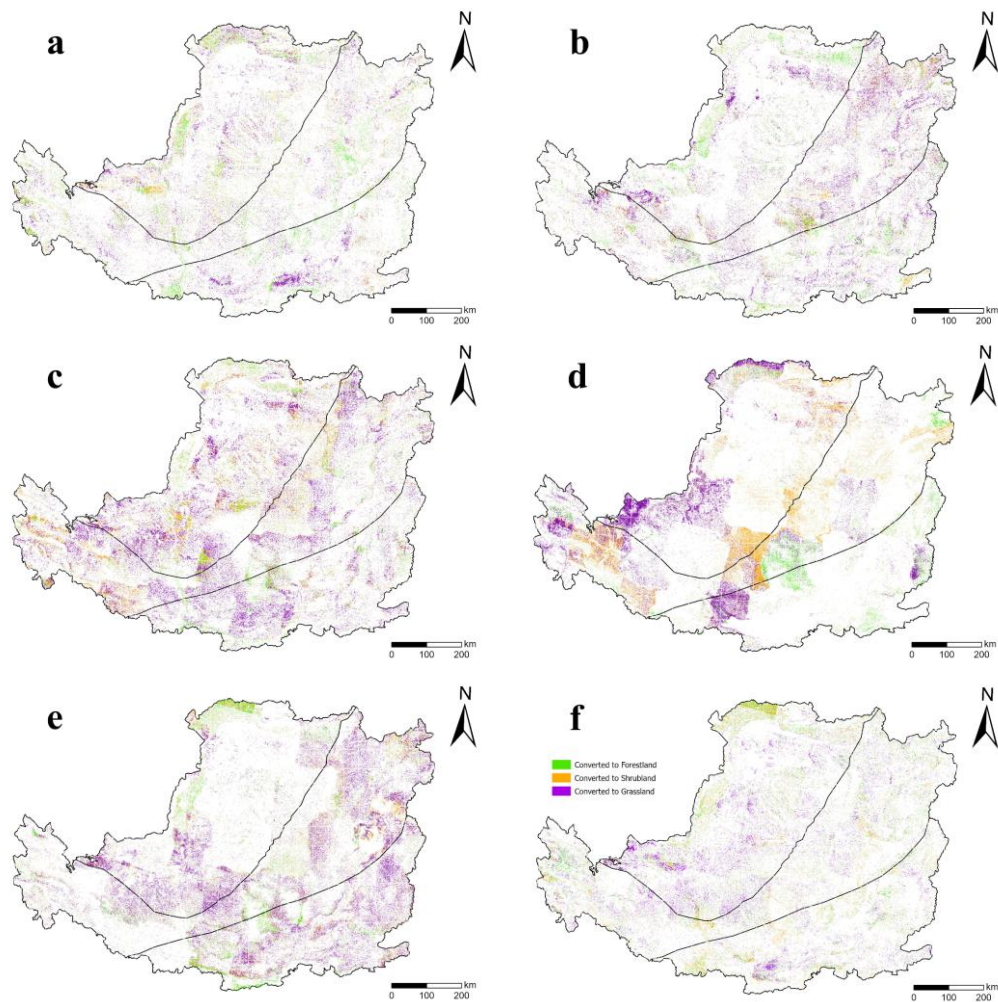 a
N
km
0 100 200
b
N
km
0 100 200
c
N
km
0 100 200
d
N
km
0 100 200
e
N
km
0 100 200
f
N
Converted to Forestland
Converted to Shrubland
Converted to Grassland
km
0 100 200